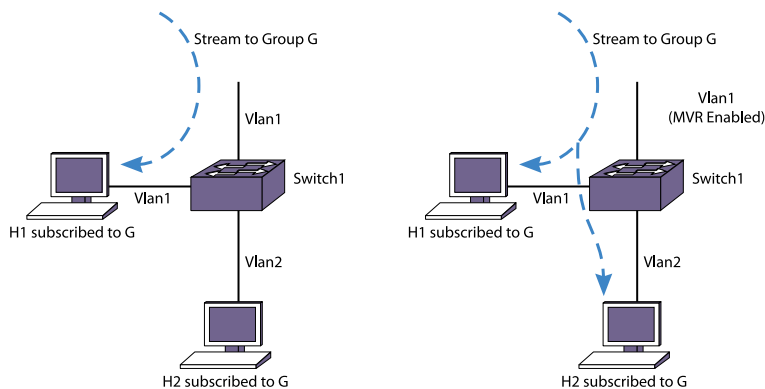 Stream to Group G
Vlan1
Switch1
Vlan1
H1 subscribed to G
Vlan2
H2 subscribed to G
Stream to Group G
Vlan1
(MVR Enabled)
Switch1
Vlan1
H1 subscribed to G
Vlan2
H2 subscribed to G